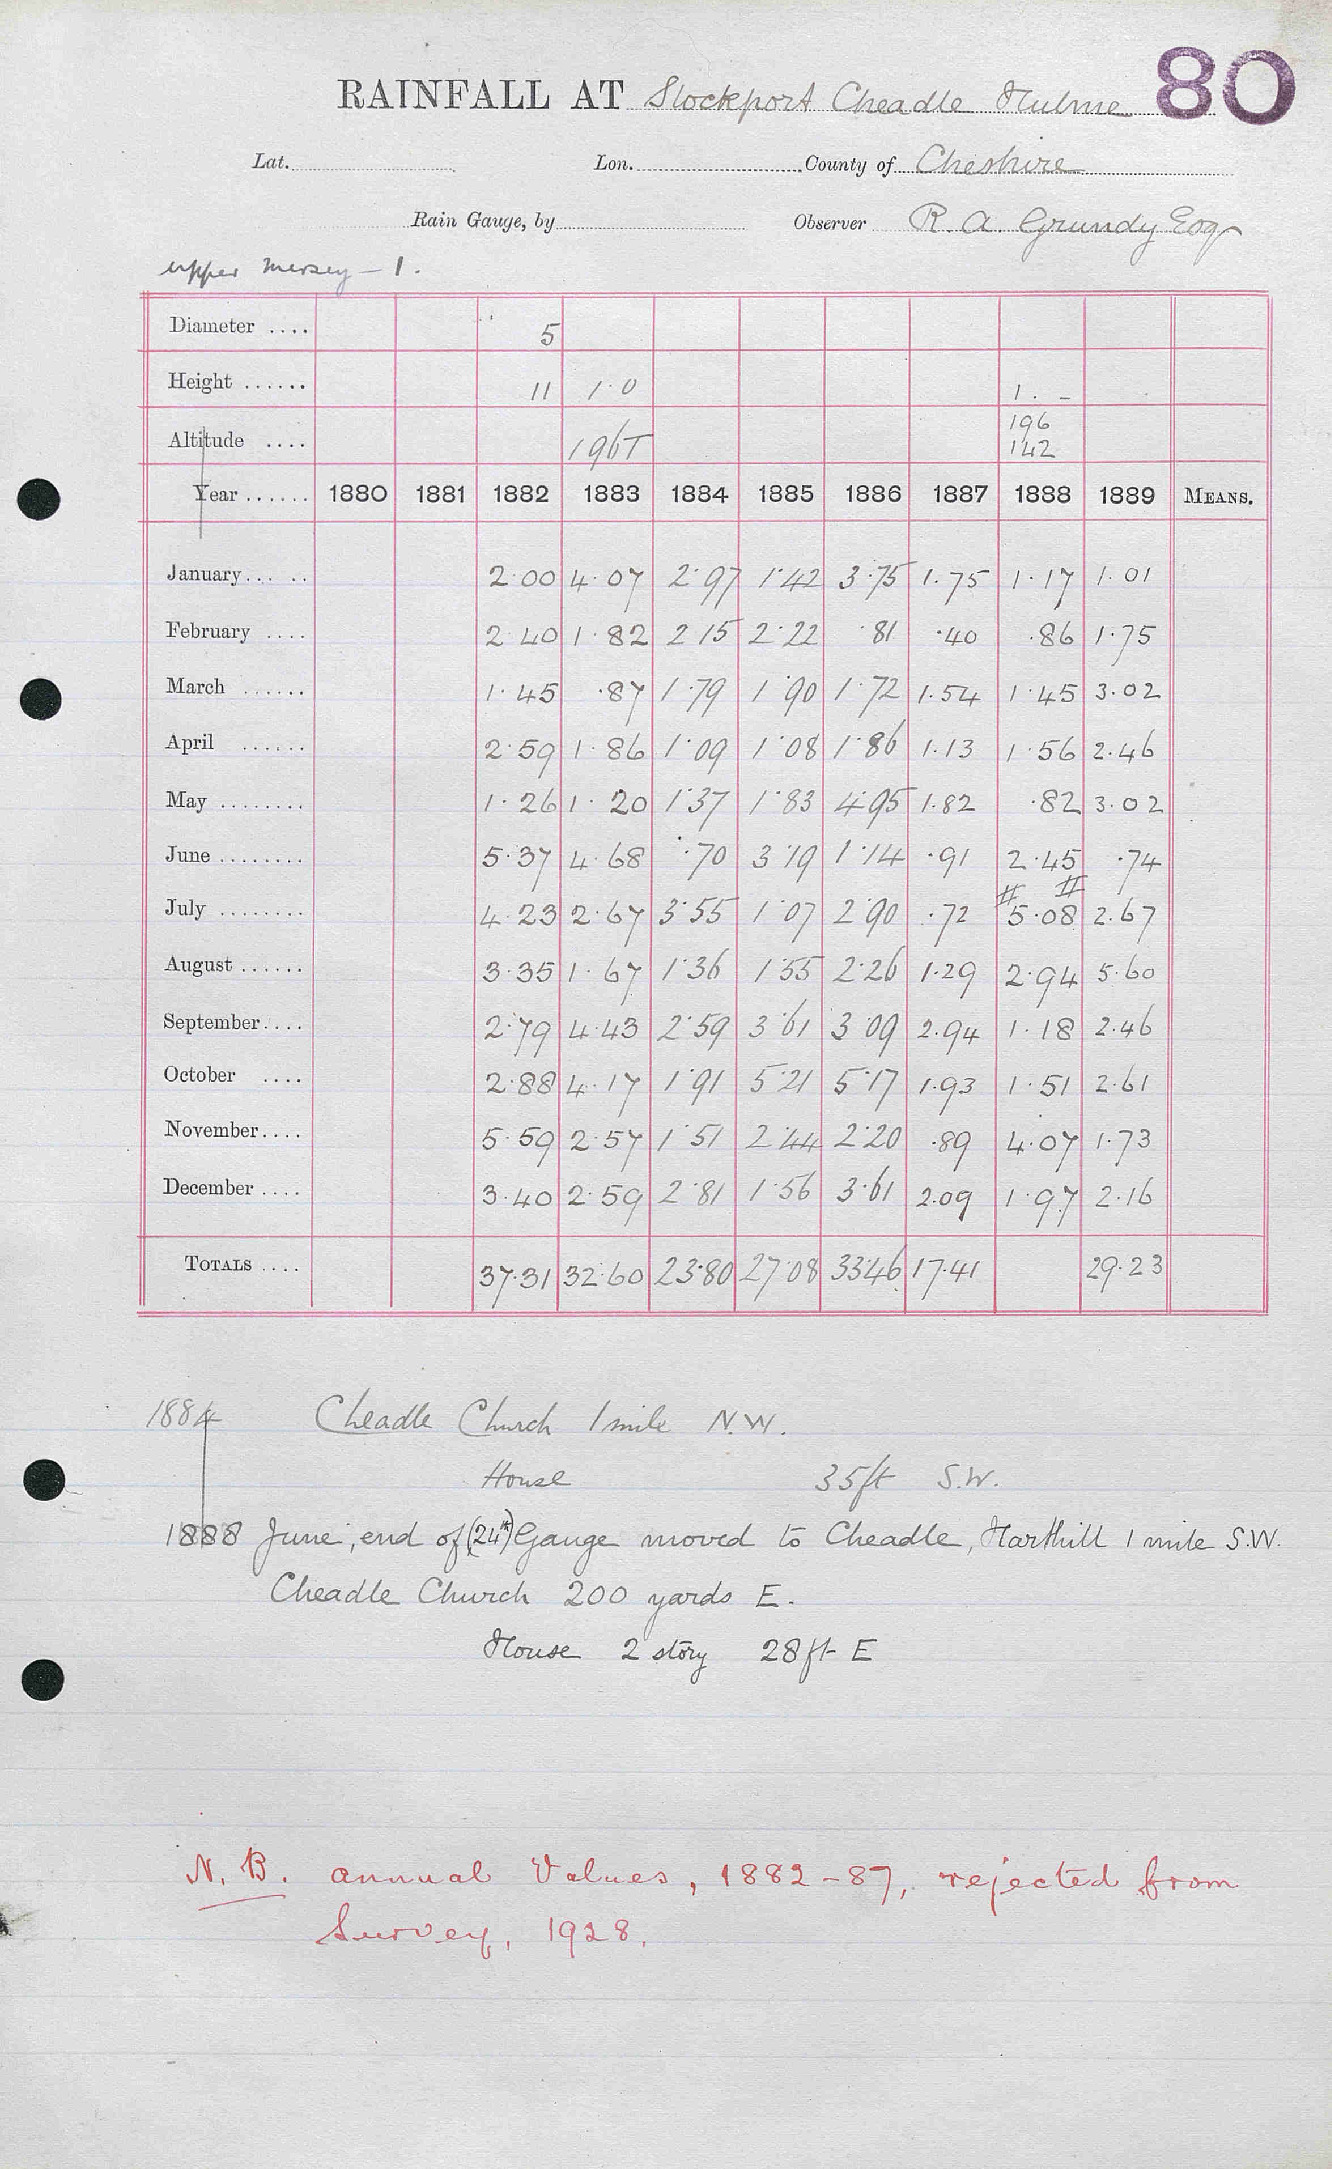 80
RAINFALL AT Stockport Cheadle Hulme
Lat. Lon. County of Cheshire
Rain Gauge, by Observer R. A. Grundy Esq
Upper Mersey - 1.
Diameter .... 5
Height ...... 11 1·0 1. -
Altitude .... 196T 196
142
Year ...... 1880 1881 1882 1883 1884 1885 1886 1887 1888 1889 MEANS.
January... .. 2·00 4·07 2·97 1·42 3·75 1·75 1·17 1·01
February .... 2·40 1·82 2·15 2·22 ·81 ·40 ·86 1·75
March ...... 1·45 ·87 1·79 1·90 1·72 1·54 1·45 3·02
April ...... 2·59 1·86 1·09 1·08 1·86 1·13 1·56 2·46
May ........ 1·26 1·20 1·37 1·83 4·95 1·82 ·82 3·02
June ........ 5·37 4·68 ·70 3·19 1·14 ·91 2·45 ·74
July ........ 4·23 2·67 3·55 1·07 2·90 ·72 5·08 2·67
August ...... 3·35 1·67 1·36 1·55 2·26 1·29 2·94 5·60
September.... 2·79 4·43 2·59 3·61 3·09 2·94 1·18 2·46
October .... 2·88 4·17 1·91 5·21 5·17 1·93 1·51 2·61
November.... 5·59 2·57 1·51 2·44 2·20 ·89 4·07 1·73
December .... 3·40 2·59 2·81 1·56 3·61 2·09 1·97 2·16
TOTALS .... 37·31 32·60 23·80 27·08 33·46 17·41 29·23
1884 Cheadle Church 1 mile N.W.
House 35ft S.W.
1888 June, end of (24th) Gauge moved to Cheadle, Harthill 1 mile S.W.
Cheadle Church 200 yards E.
House 2 story 28ft E
N.B. annual Values, 1882-87, rejected from
Survey, 1928.